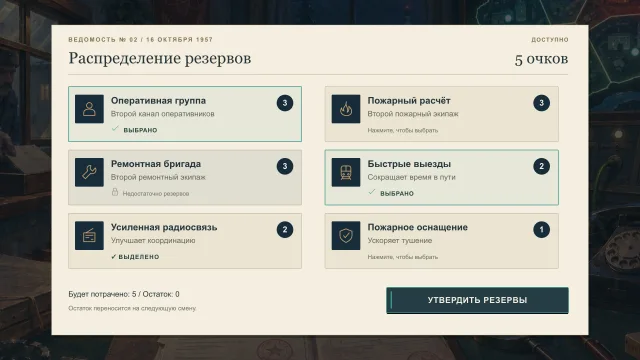 ВЕДОМОСТЬ № 02 / 16 ОКТЯБРЯ 1957
ДОСТУПНО
Распределение резервов
5 очков
Оперативная группа
3
Второй канал оперативников
✓ ВЫБРАНО
Пожарный расчёт
3
Второй пожарный экипаж
Нажмите, чтобы выбрать
Ремонтная бригада
3
Второй ремонтный экипаж
Недостаточно резервов
Быстрые выезды
2
Сокращает время в пути
✓ ВЫБРАНО
Усиленная радиосвязь
2
Улучшает координацию
✓ ВЫДЕЛЕНО
Пожарное оснащение
1
Ускоряет тушение
Нажмите, чтобы выбрать
Будет потрачено: 5 / Остаток: 0
Остаток переносится на следующую смену.
УТВЕРДИТЬ РЕЗЕРВЫ